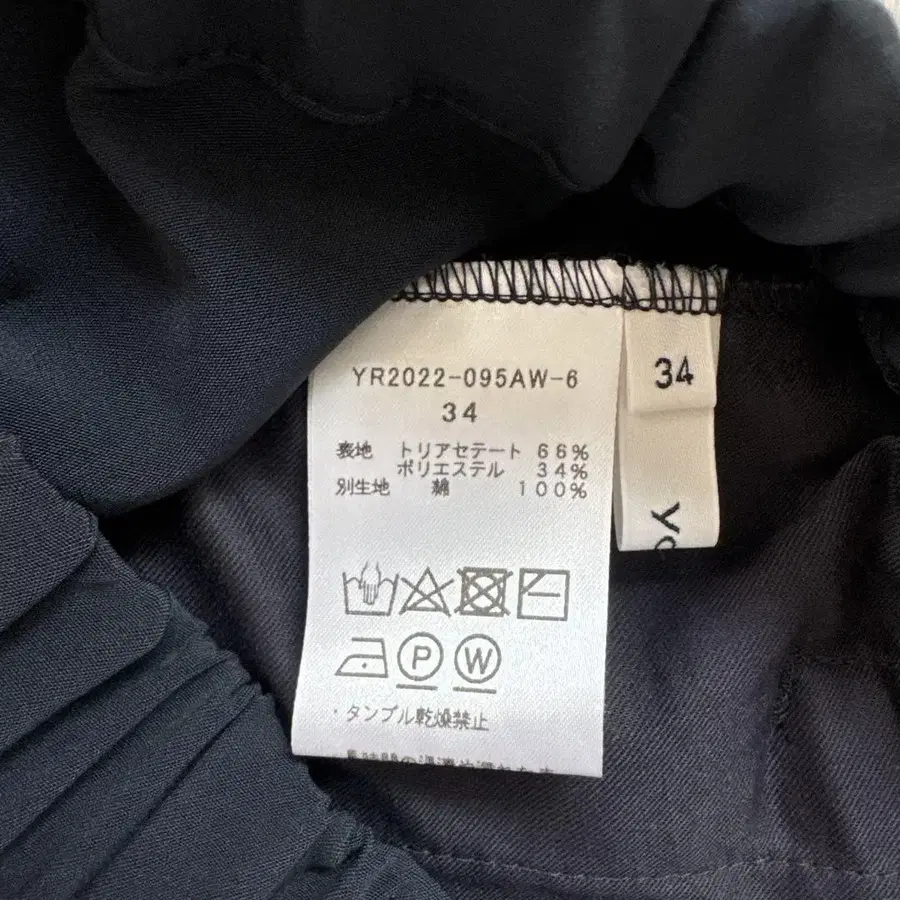 YR2022-095AW-6
34
表地 トリアセテート 66%
ポリエステル 34%
別生地 綿 100%
P
W
・タンブル乾燥禁止
34